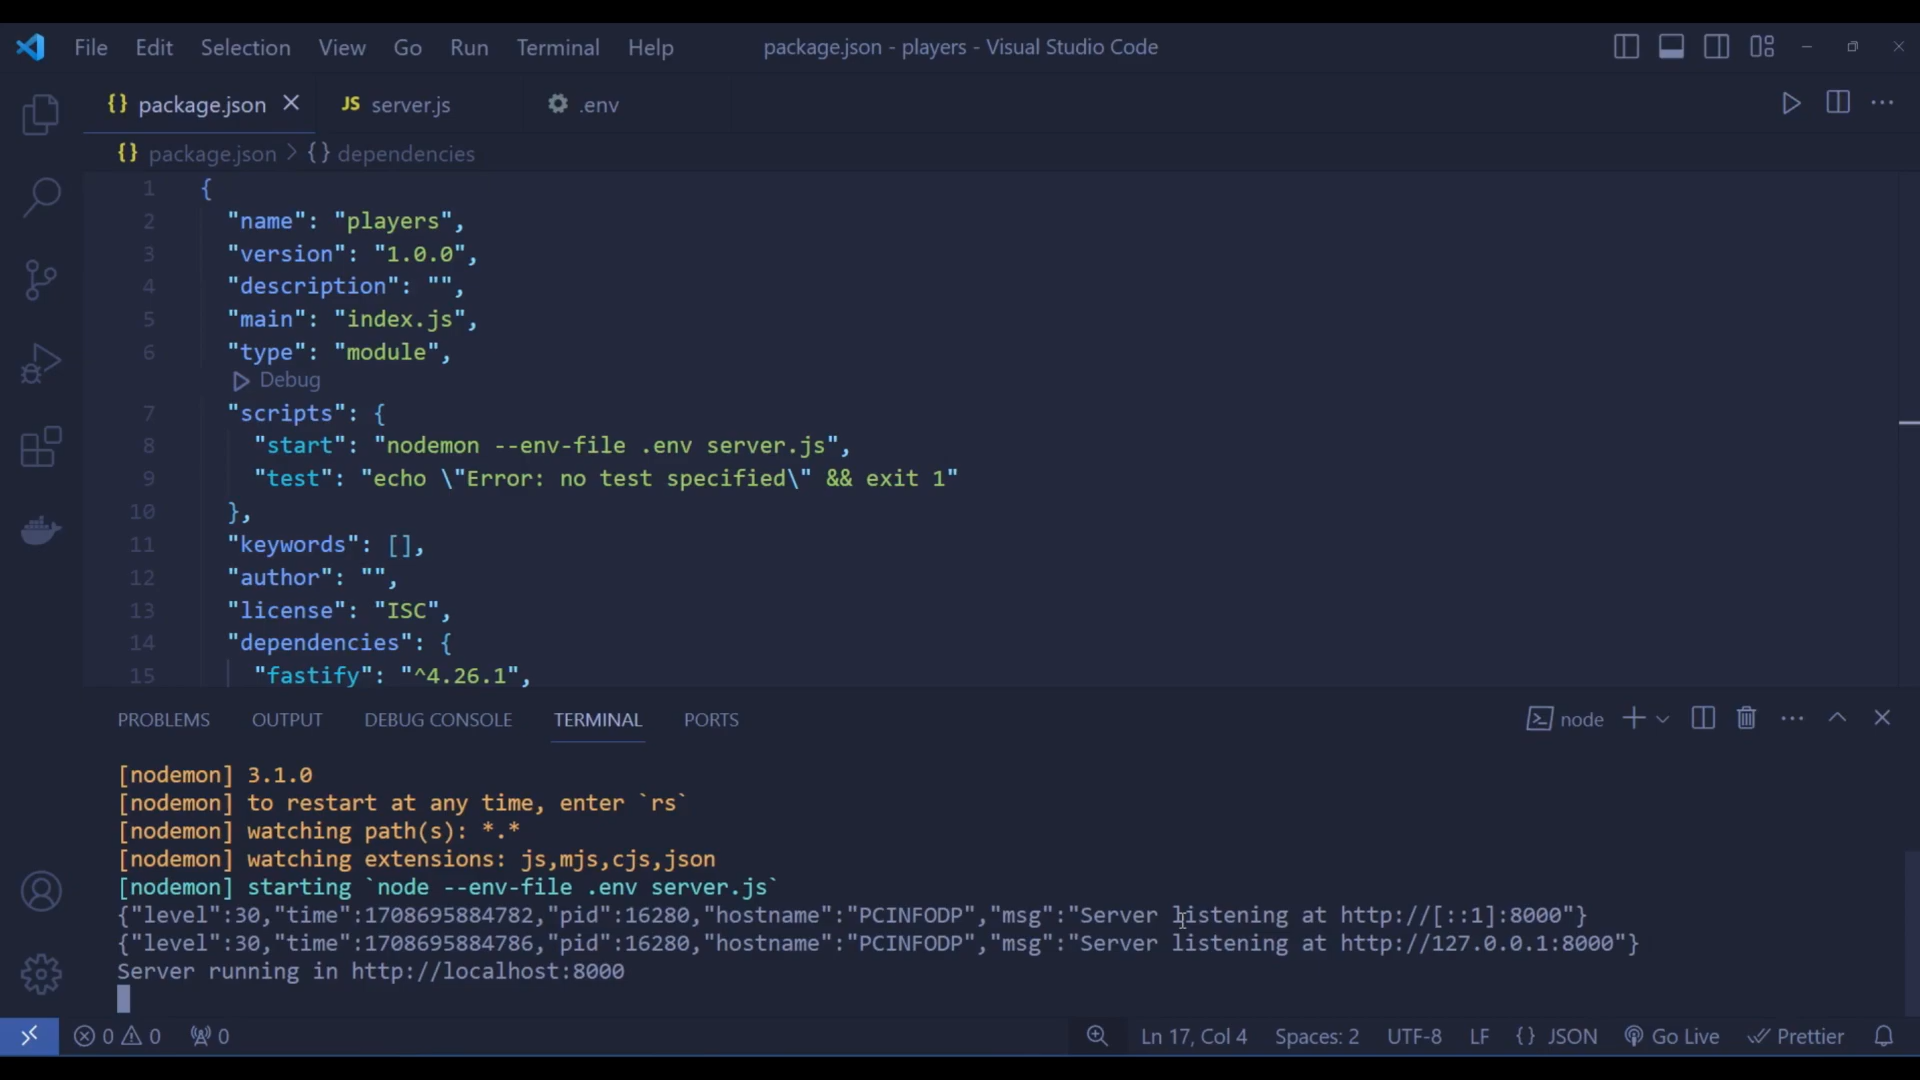 File Edit Selection View Go Run Terminal Help package.json - players - Visual Studio Code
{} package.json JS server.js .env
{} package.json > {} dependencies
1 {
2 "name": "players",
3 "version": "1.0.0",
4 "description": "",
5 "main": "index.js",
6 "type": "module",
Debug
7 "scripts": {
8 "start": "nodemon --env-file .env server.js",
9 "test": "echo \"Error: no test specified\" && exit 1"
10 },
11 "keywords": [],
12 "author": "",
13 "license": "ISC",
14 "dependencies": {
15 "fastify": "^4.26.1",
PROBLEMS OUTPUT DEBUG CONSOLE TERMINAL PORTS node
[nodemon] 3.1.0
[nodemon] to restart at any time, enter `rs`
[nodemon] watching path(s): *.*
[nodemon] watching extensions: js,mjs,cjs,json
[nodemon] starting `node --env-file .env server.js`
{"level":30,"time":1708695884782,"pid":16280,"hostname":"PCINFODP","msg":"Server listening at http://[::1]:8000"}
{"level":30,"time":1708695884786,"pid":16280,"hostname":"PCINFODP","msg":"Server listening at http://127.0.0.1:8000"}
Server running in http://localhost:8000
0 0 0 Ln 17, Col 4 Spaces: 2 UTF-8 LF {} JSON Go Live Prettier